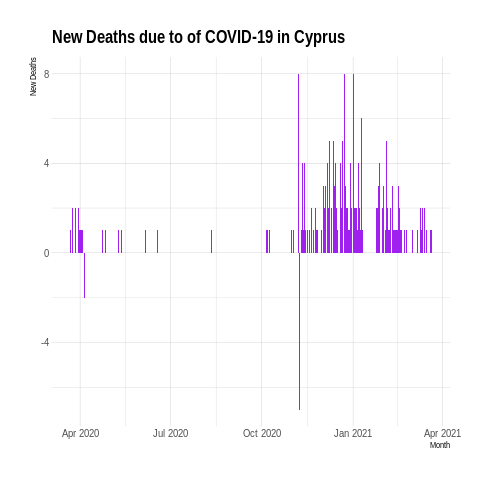 New Deaths due to of COVID-19 in Cyprus
New Deaths
8
4
0
-4
Apr 2020 Jul 2020 Oct 2020 Jan 2021 Apr 2021
Month